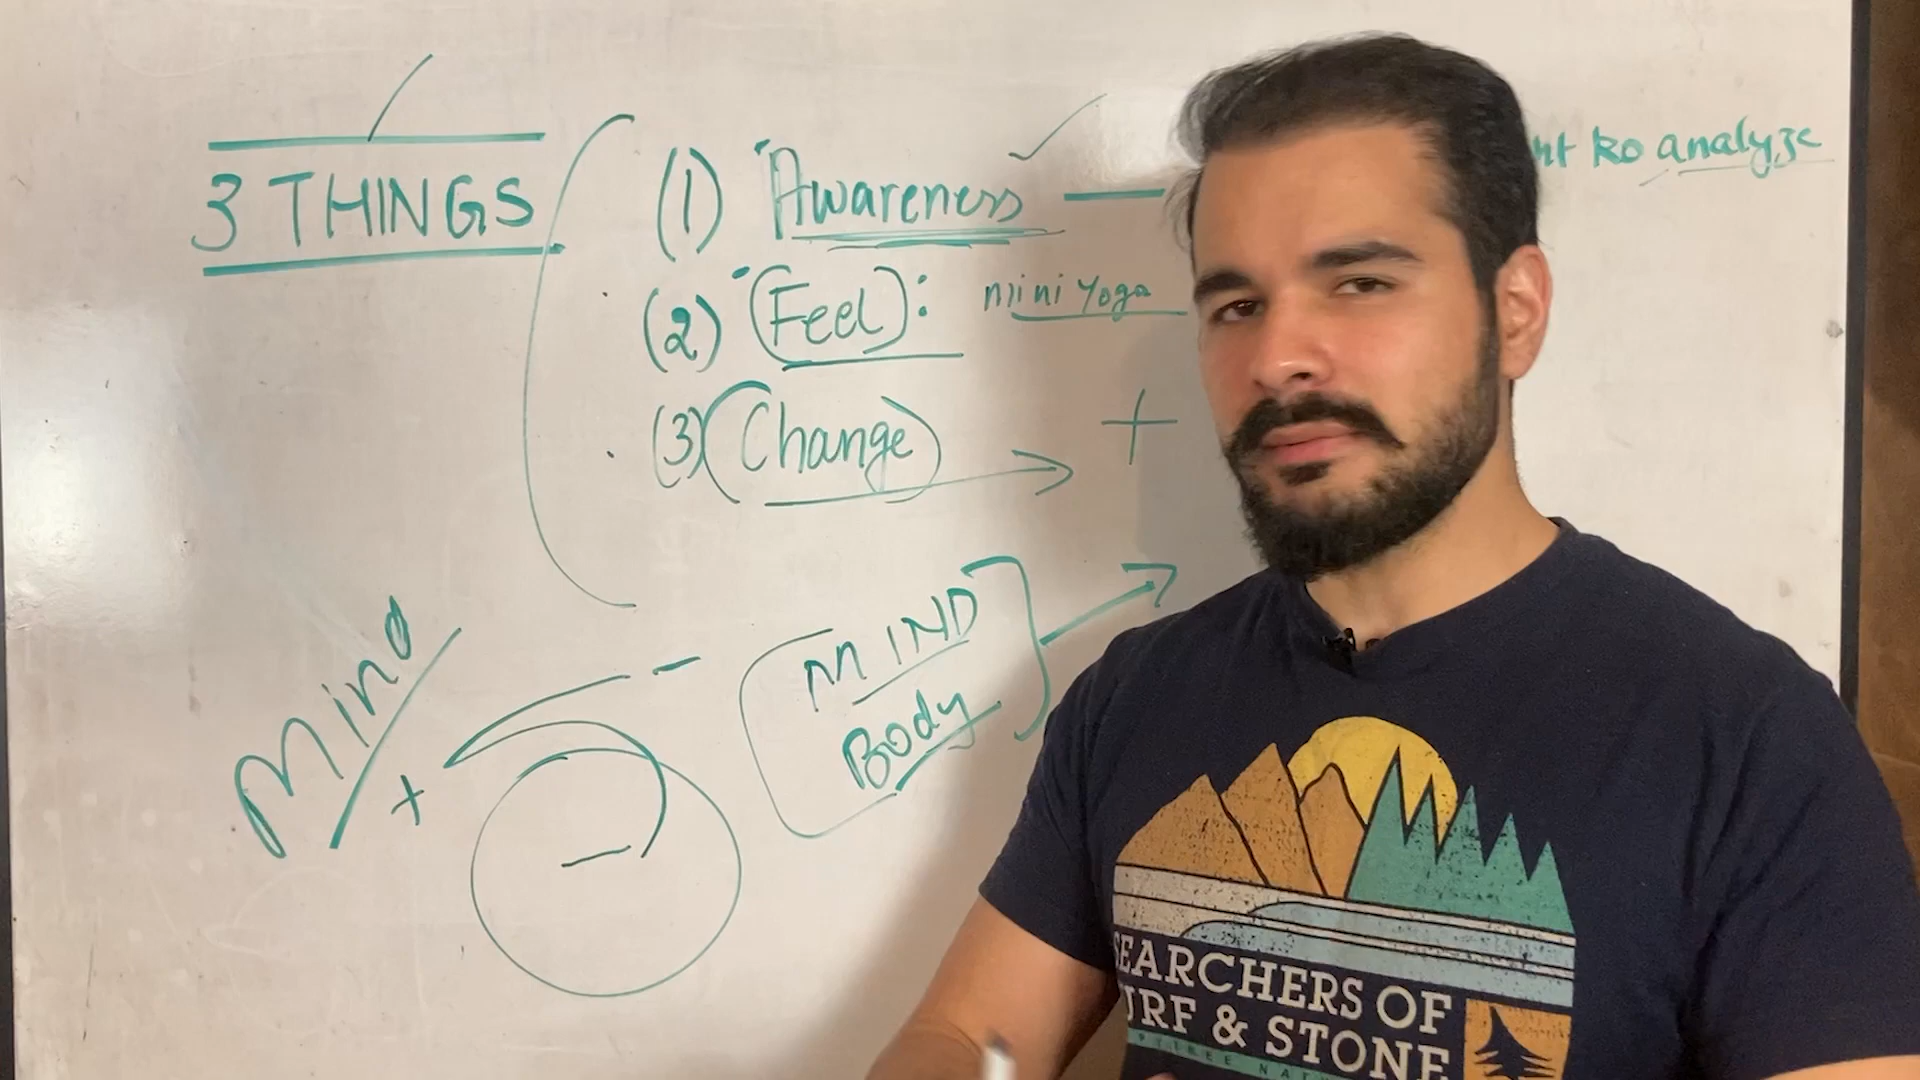 3 THINGS
(1) Awareness — ko analyze
(2) (Feel): mini Yoga
(3) (Change) → +
Mind
+ -
-
MIND
Body
SEARCHERS OF
URF & STONE